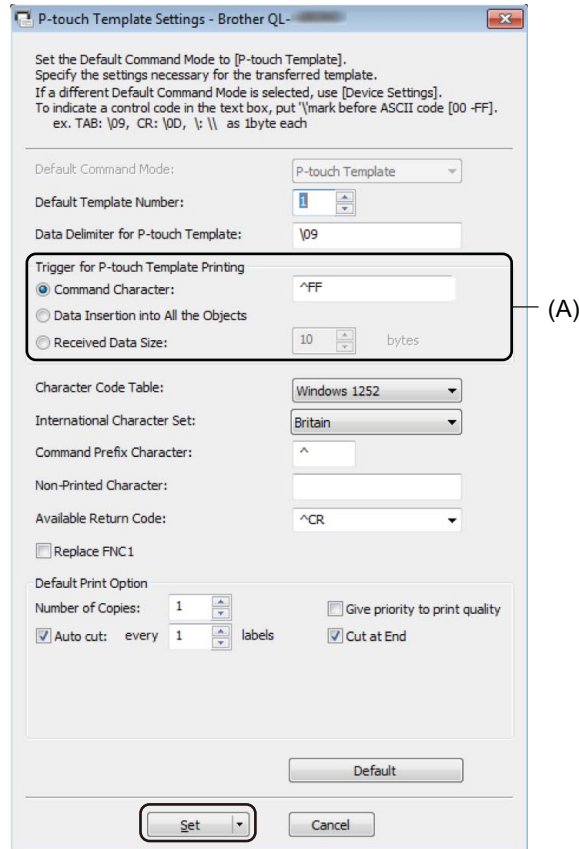 P-touch Template Settings - Brother QL-
Set the Default Command Mode to [P-touch Template].
Specify the settings necessary for the transferred template.
If a different Default Command Mode is selected, use [Device Settings].
To indicate a control code in the text box, put '\'mark before ASCII code [00 -FF].
ex. TAB: \09, CR: \0D, \: \\ as 1byte each
Default Command Mode: P-touch Template
Default Template Number: 1
Data Delimiter for P-touch Template: \09
Trigger for P-touch Template Printing
Command Character: ^FF
(A)
Data Insertion into All the Objects
Received Data Size: 10 bytes
Character Code Table: Windows 1252
International Character Set: Britain
Command Prefix Character: ^
Non-Printed Character:
Available Return Code: ^CR
Replace FNC1
Default Print Option
Number of Copies: 1 Give priority to print quality
Auto cut: every 1 labels Cut at End
Default
Set Cancel